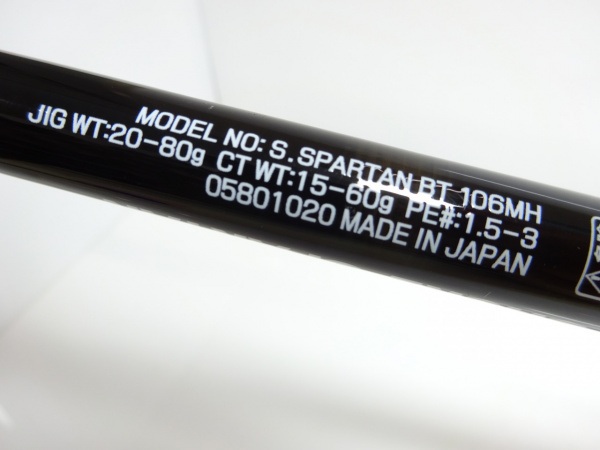 MODEL NO: S.SPARTAN BT 106MH
JIG WT:20-80g CT WT:15-60g PE#:1.5-3
05801020 MADE IN JAPAN